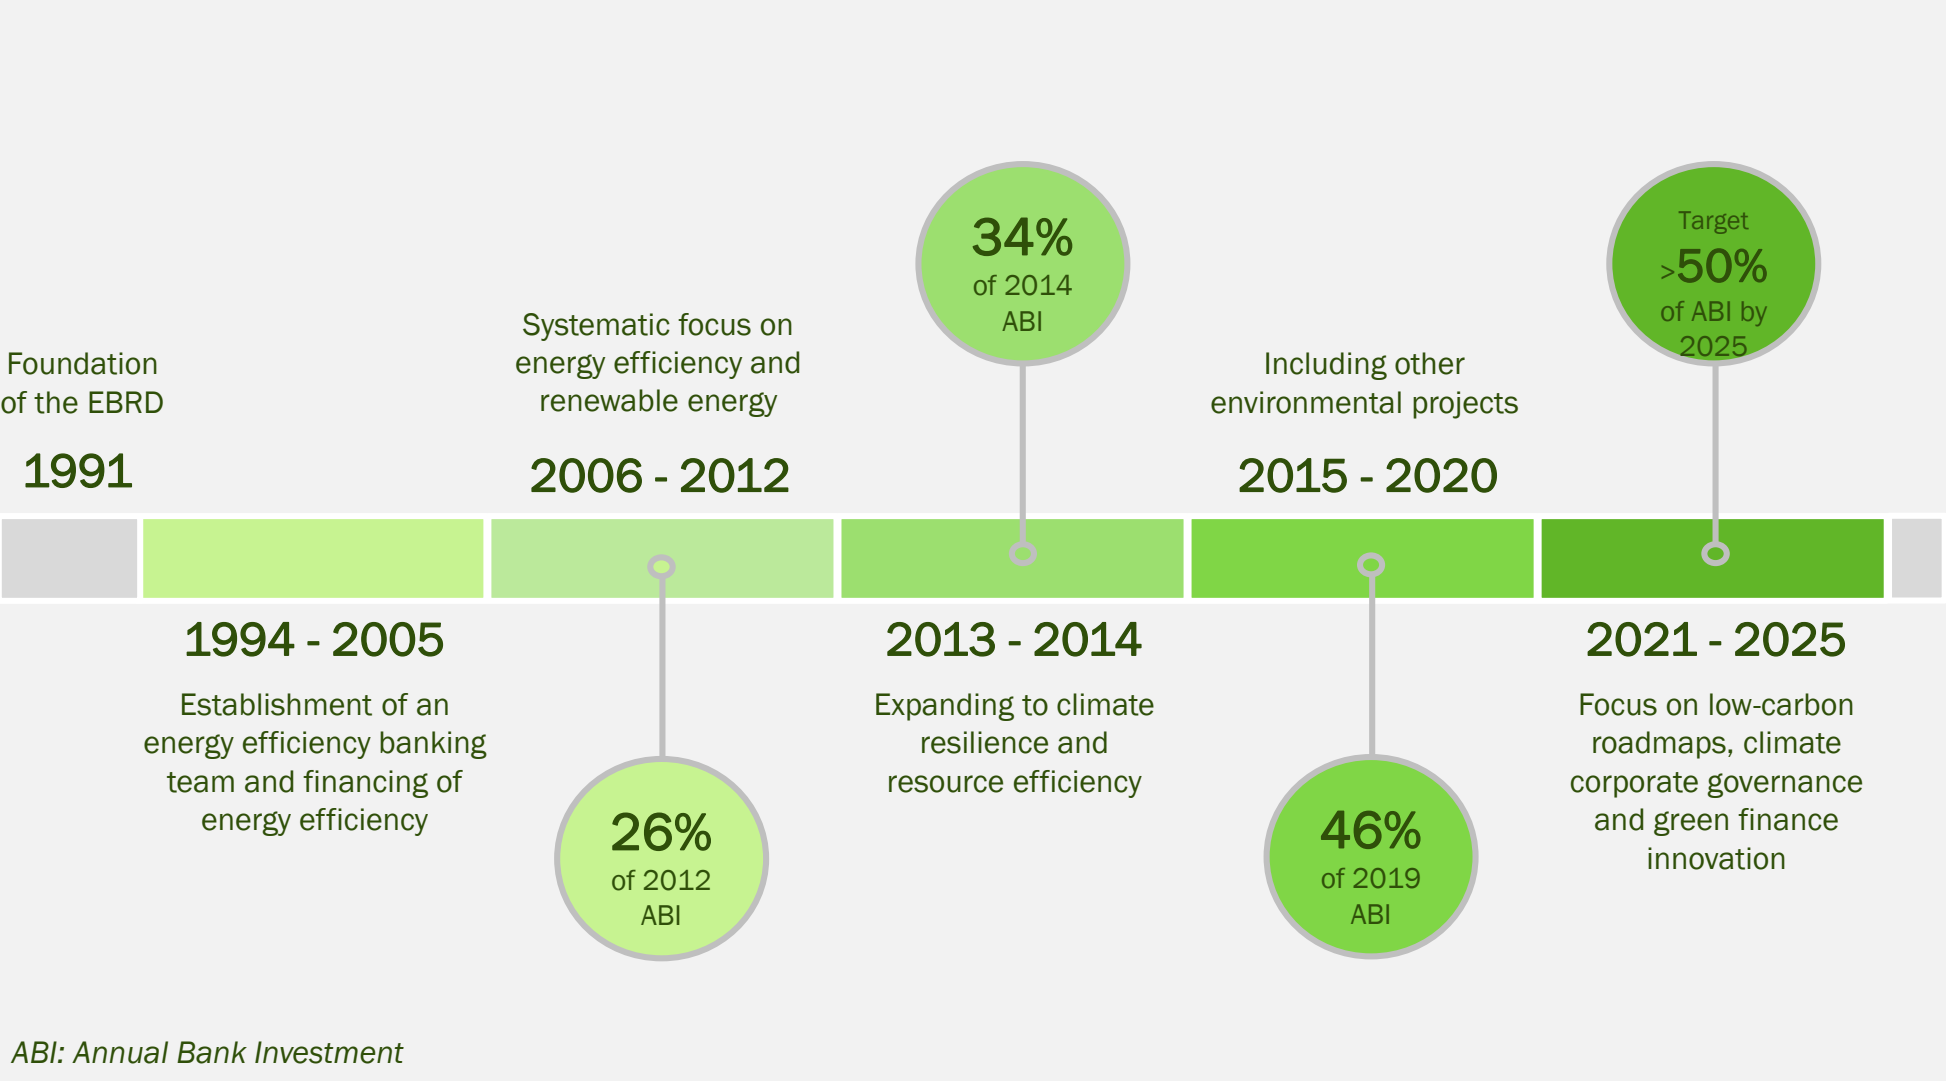 Foundation
of the EBRD
1991
1994 - 2005
Establishment of an
energy efficiency banking
team and financing of
energy efficiency
Systematic focus on
energy efficiency and
renewable energy
2006 - 2012
26%
of 2012
ABI
34%
of 2014
ABI
2013 - 2014
Expanding to climate
resilience and
resource efficiency
Including other
environmental projects
2015 - 2020
46%
of 2019
ABI
Target
>50%
of ABI by
2025
2021 - 2025
Focus on low-carbon
roadmaps, climate
corporate governance
and green finance
innovation
ABI: Annual Bank Investment